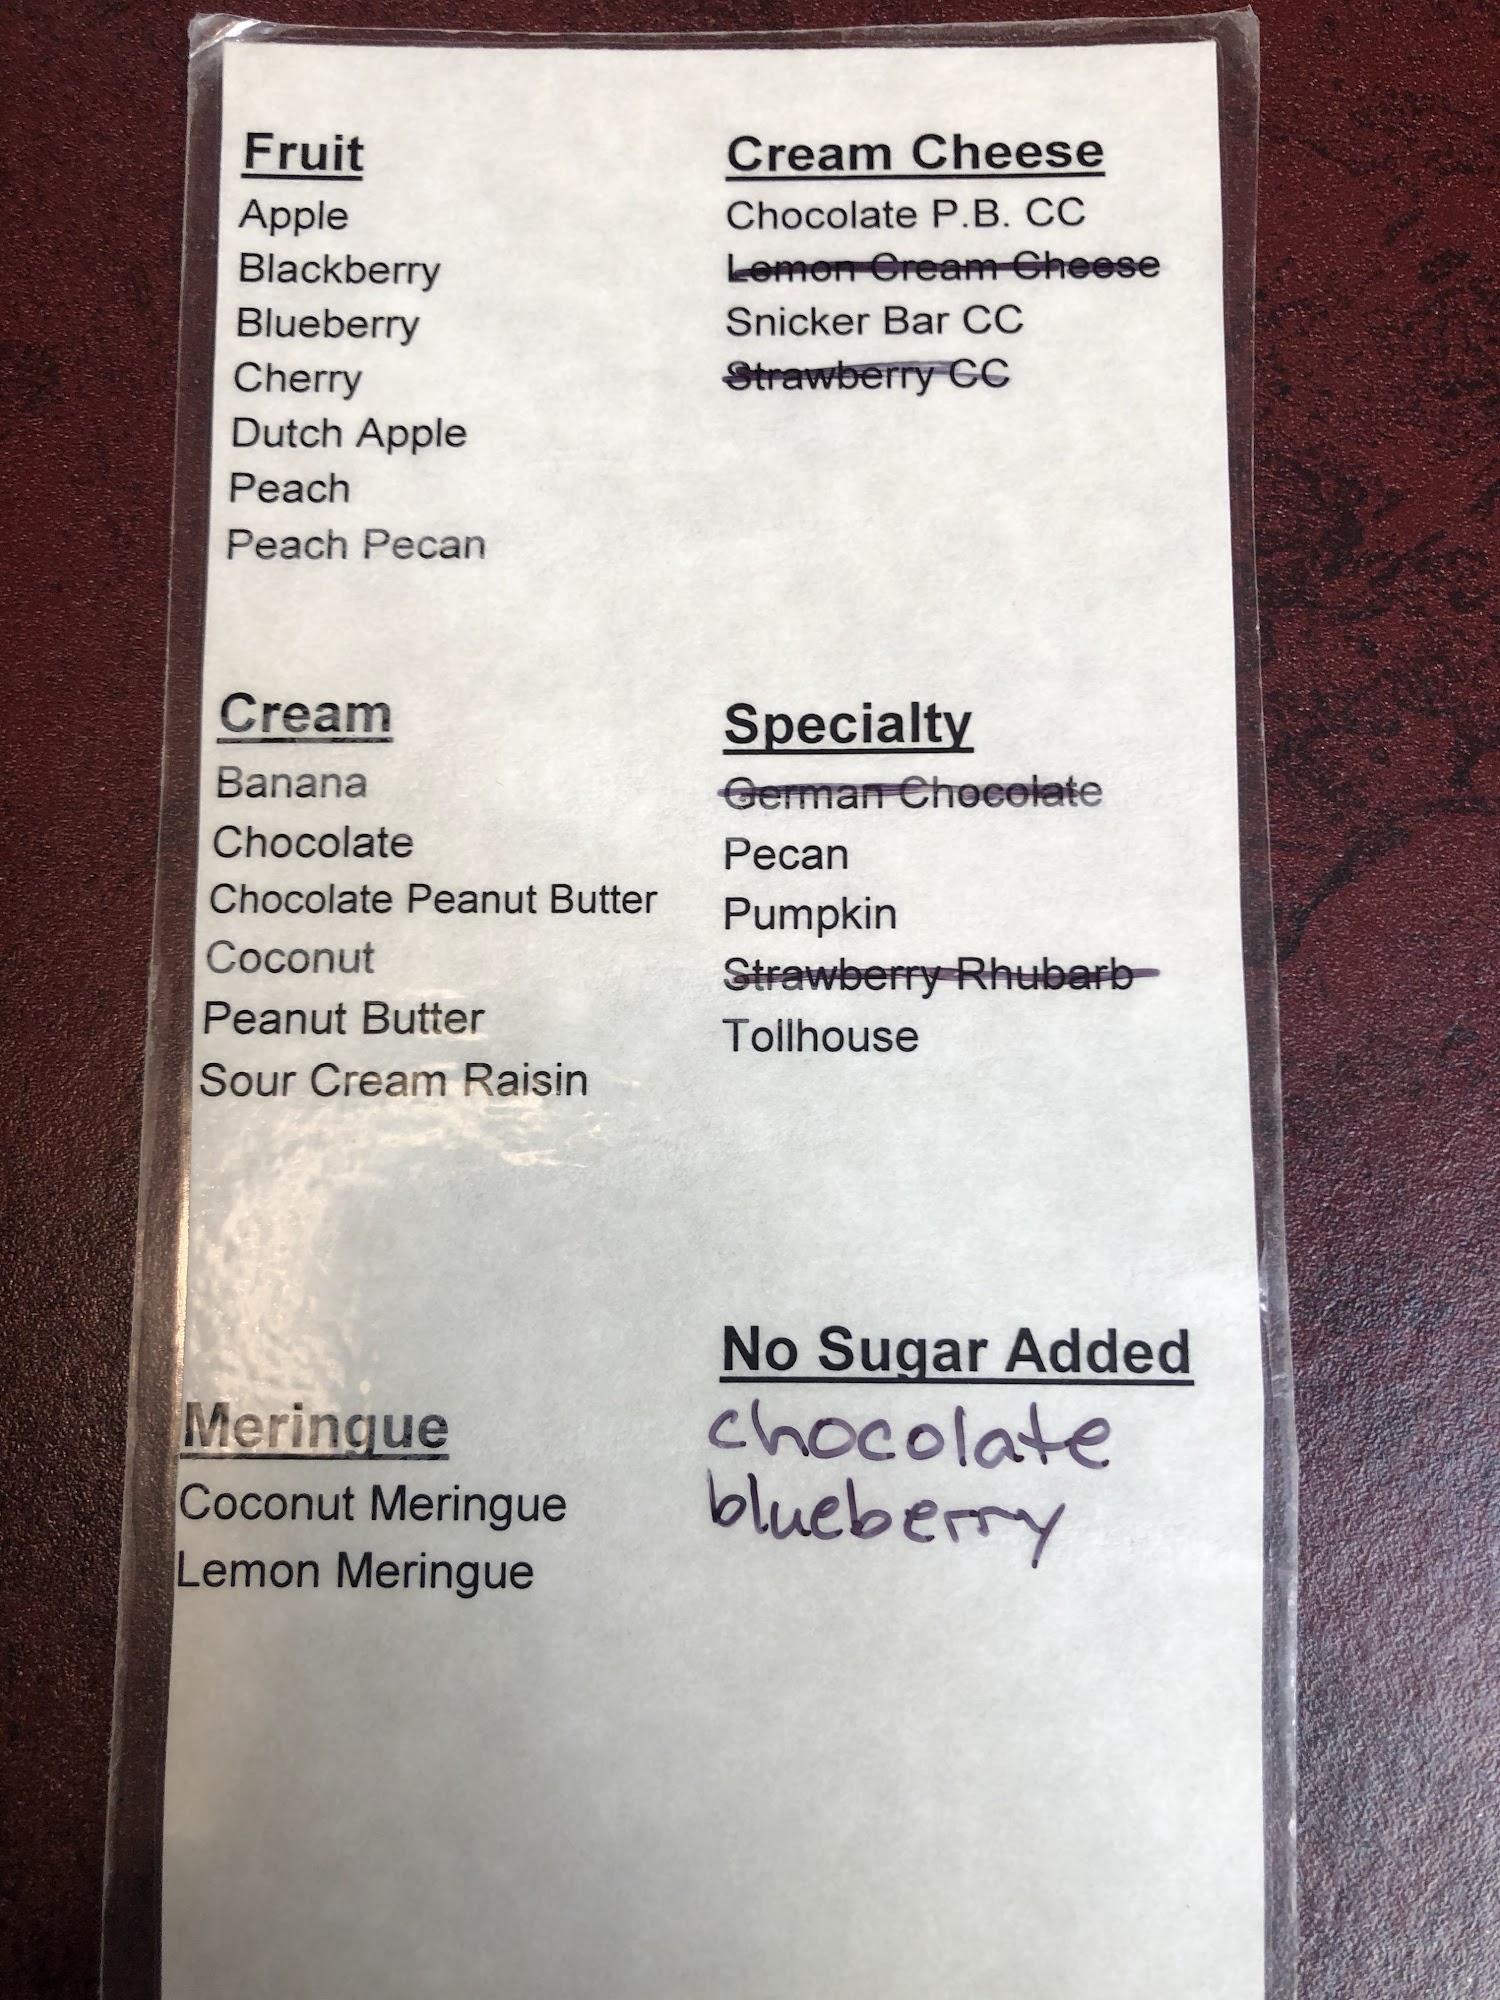 Fruit
Apple
Blackberry
Blueberry
Cherry
Dutch Apple
Peach
Peach Pecan
Cream Cheese
Chocolate P.B. CC
Lemon Cream Cheese
Snicker Bar CC
Strawberry CC
Cream
Banana
Chocolate
Chocolate Peanut Butter
Coconut
Peanut Butter
Sour Cream Raisin
Specialty
German Chocolate
Pecan
Pumpkin
Strawberry Rhubarb
Tollhouse
Meringue
Coconut Meringue
Lemon Meringue
No Sugar Added
chocolate
blueberry